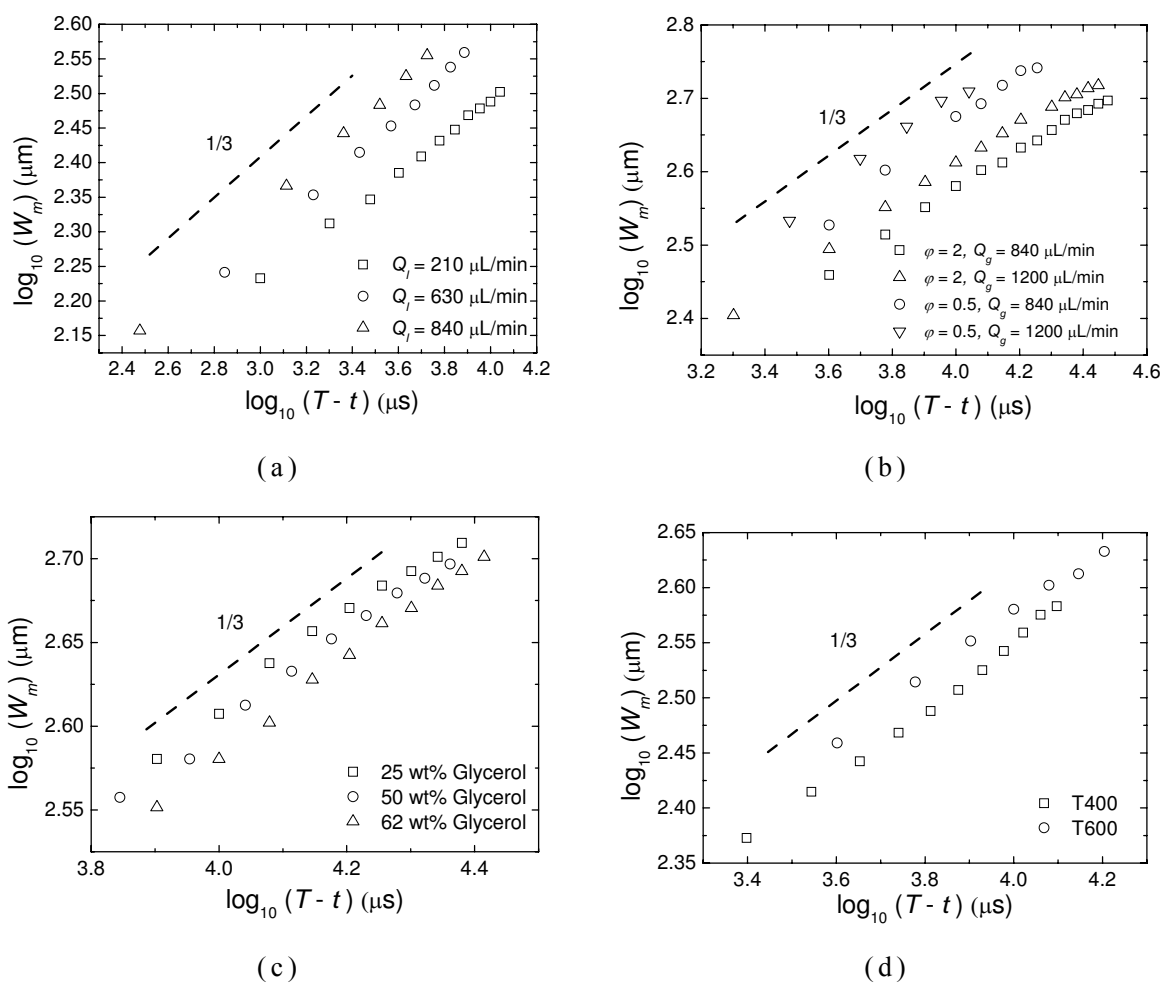 2.60
2.55
2.50
2.45
2.40
2.35
2.30
2.25
2.20
2.15
log10 (Wm) (μm)
1/3
Ql = 210 μL/min
Ql = 630 μL/min
Ql = 840 μL/min
2.4 2.6 2.8 3.0 3.2 3.4 3.6 3.8 4.0 4.2
log10 (T - t) (μs)
(a)
2.8
2.7
2.6
2.5
2.4
log10 (Wm) (μm)
1/3
φ = 2, Qg = 840 μL/min
φ = 2, Qg = 1200 μL/min
φ = 0.5, Qg = 840 μL/min
φ = 0.5, Qg = 1200 μL/min
3.2 3.4 3.6 3.8 4.0 4.2 4.4 4.6
log10 (T - t) (μs)
(b)
2.70
2.65
2.60
2.55
log10 (Wm) (μm)
1/3
25 wt% Glycerol
50 wt% Glycerol
62 wt% Glycerol
3.8 4.0 4.2 4.4
log10 (T - t) (μs)
(c)
2.65
2.60
2.55
2.50
2.45
2.40
2.35
log10 (Wm) (μm)
1/3
T400
T600
3.4 3.6 3.8 4.0 4.2
log10 (T - t) (μs)
(d)